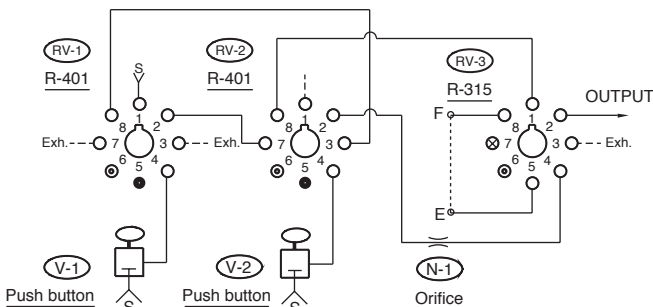 RV-1
R-401
S
RV-2
R-401
RV-3
R-315
OUTPUT
8 1 2
Exh. 7 3 Exh.
6 5 4
8 1 2
7 3
6 5 4
F
8 1 2
7 3 Exh.
6 5 4
E
V-1
Push button
S
V-2
Push button
S
N-1
Orifice